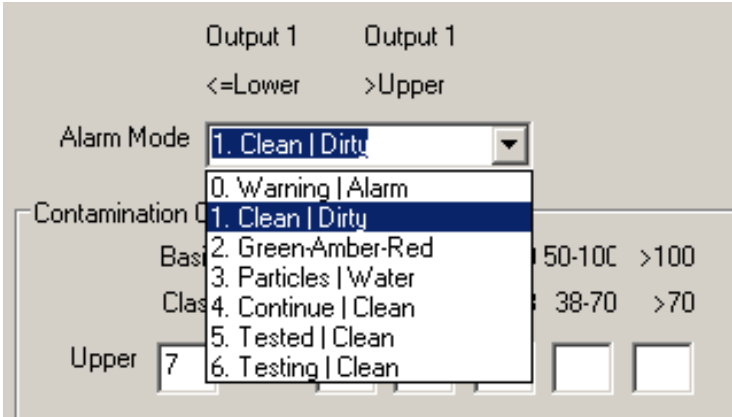 Output 1 Output 1
<=Lower >Upper
Alarm Mode 1. Clean | Dirty
0. Warning | Alarm
1. Clean | Dirty
2. Green-Amber-Red
3. Particles | Water
4. Continue | Clean
5. Tested | Clean
6. Testing | Clean
Contamination
50-100 >100
38-70 >70
Upper 7